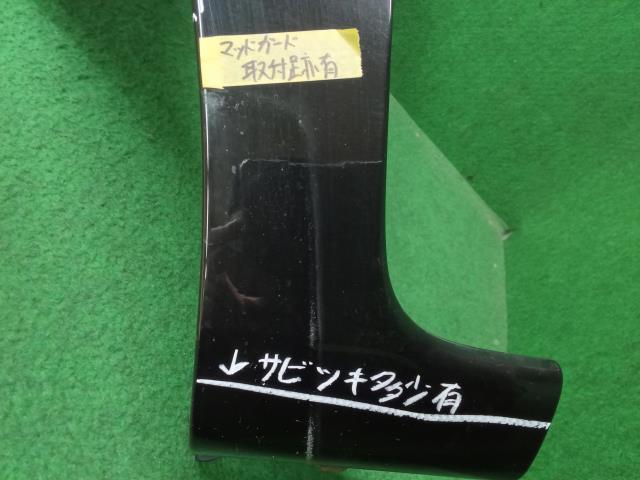 マッドガード
取付跡有
↓サビツキ多少有